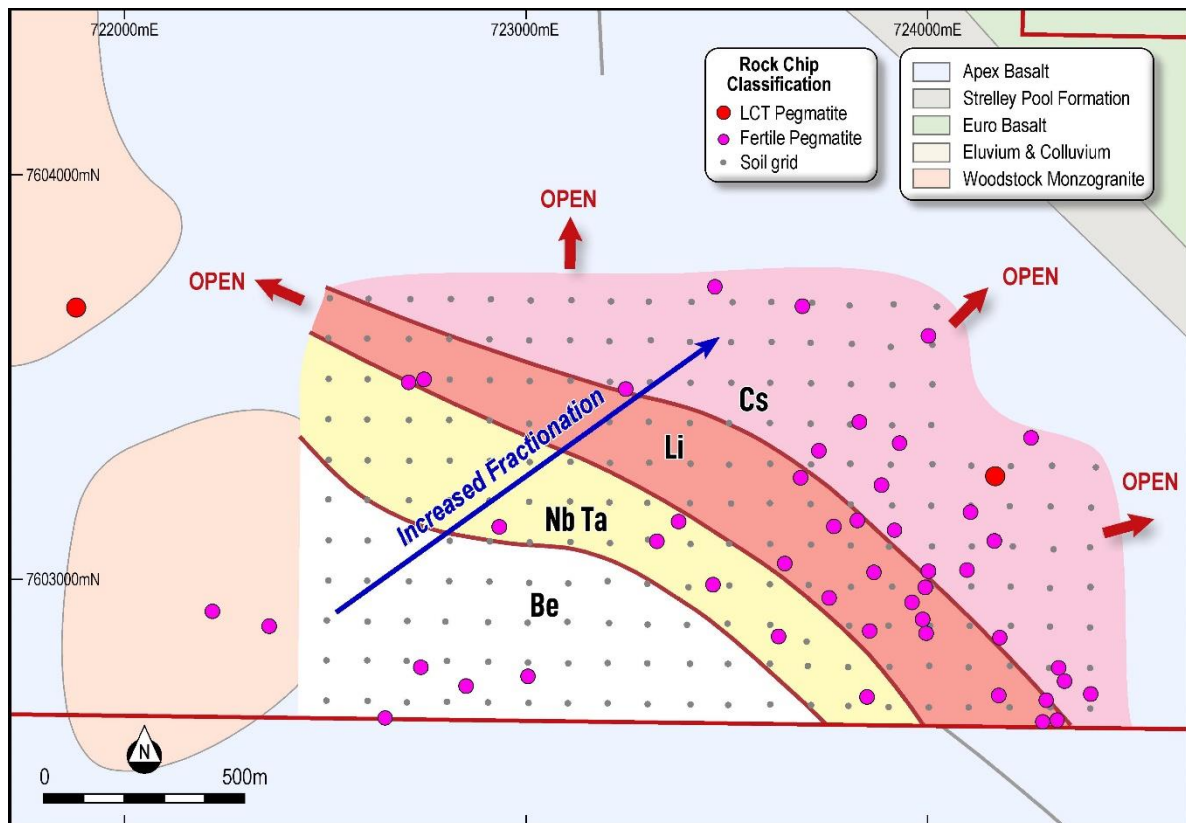 722000mE
723000mE
724000mE
Rock Chip
Classification
LCT Pegmatite
Fertile Pegmatite
Soil grid
Apex Basalt
Strelley Pool Formation
Euro Basalt
Eluvium & Colluvium
Woodstock Monzogranite
7604000mN
OPEN
OPEN
OPEN
OPEN
Cs
Li
Increased Fractionation
Nb Ta
Be
7603000mN
N
0
500m